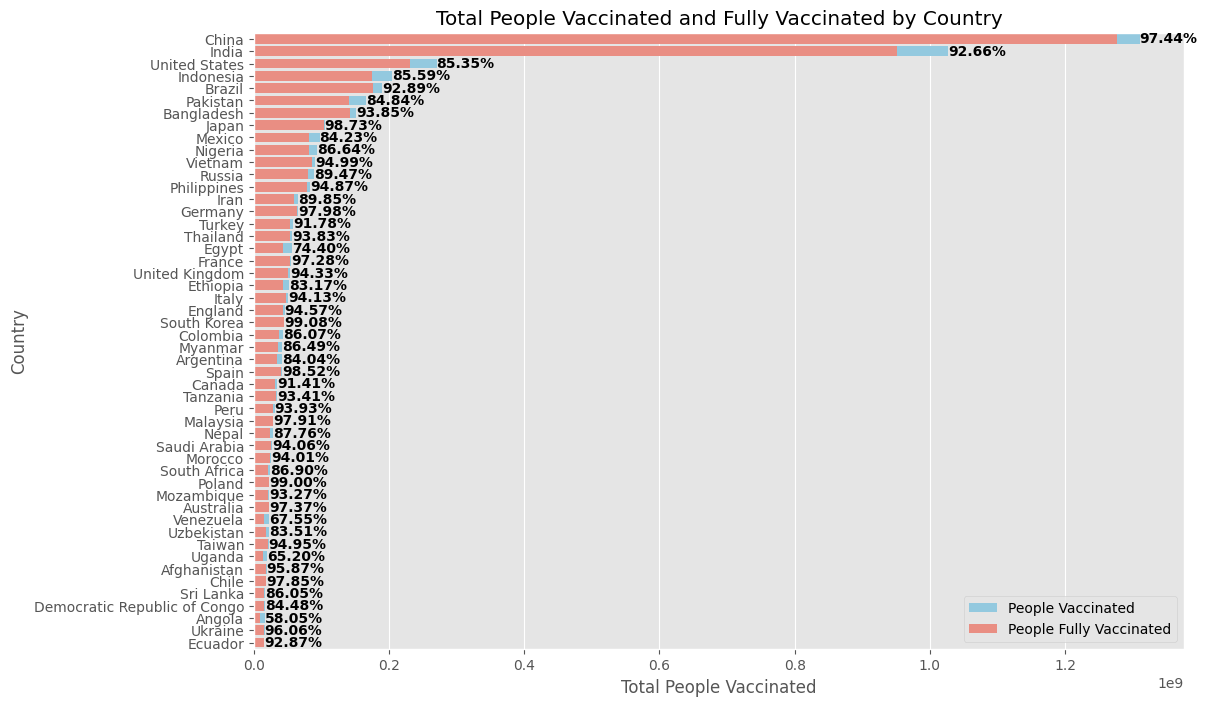 Total People Vaccinated and Fully Vaccinated by Country
China 97.44%
India 92.66%
United States 85.35%
Indonesia 85.59%
Brazil 92.89%
Pakistan 84.84%
Bangladesh 93.85%
Japan 98.73%
Mexico 84.23%
Nigeria 86.64%
Vietnam 94.99%
Russia 89.47%
Philippines 94.87%
Iran 89.85%
Germany 97.98%
Turkey 91.78%
Thailand 93.83%
Egypt 74.40%
France 97.28%
United Kingdom 94.33%
Ethiopia 83.17%
Italy 94.13%
England 94.57%
South Korea 99.08%
Colombia 86.07%
Myanmar 86.49%
Argentina 84.04%
Spain 98.52%
Canada 91.41%
Tanzania 93.41%
Peru 93.93%
Malaysia 97.91%
Nepal 87.76%
Saudi Arabia 94.06%
Morocco 94.01%
South Africa 86.90%
Poland 99.00%
Mozambique 93.27%
Australia 97.37%
Venezuela 67.55%
Uzbekistan 83.51%
Taiwan 94.95%
Uganda 65.20%
Afghanistan 95.87%
Chile 97.85%
Sri Lanka 86.05%
Democratic Republic of Congo 84.48%
Angola 58.05%
Ukraine 96.06%
Ecuador 92.87%
Country
People Vaccinated
People Fully Vaccinated
0.0 0.2 0.4 0.6 0.8 1.0 1.2
1e9
Total People Vaccinated